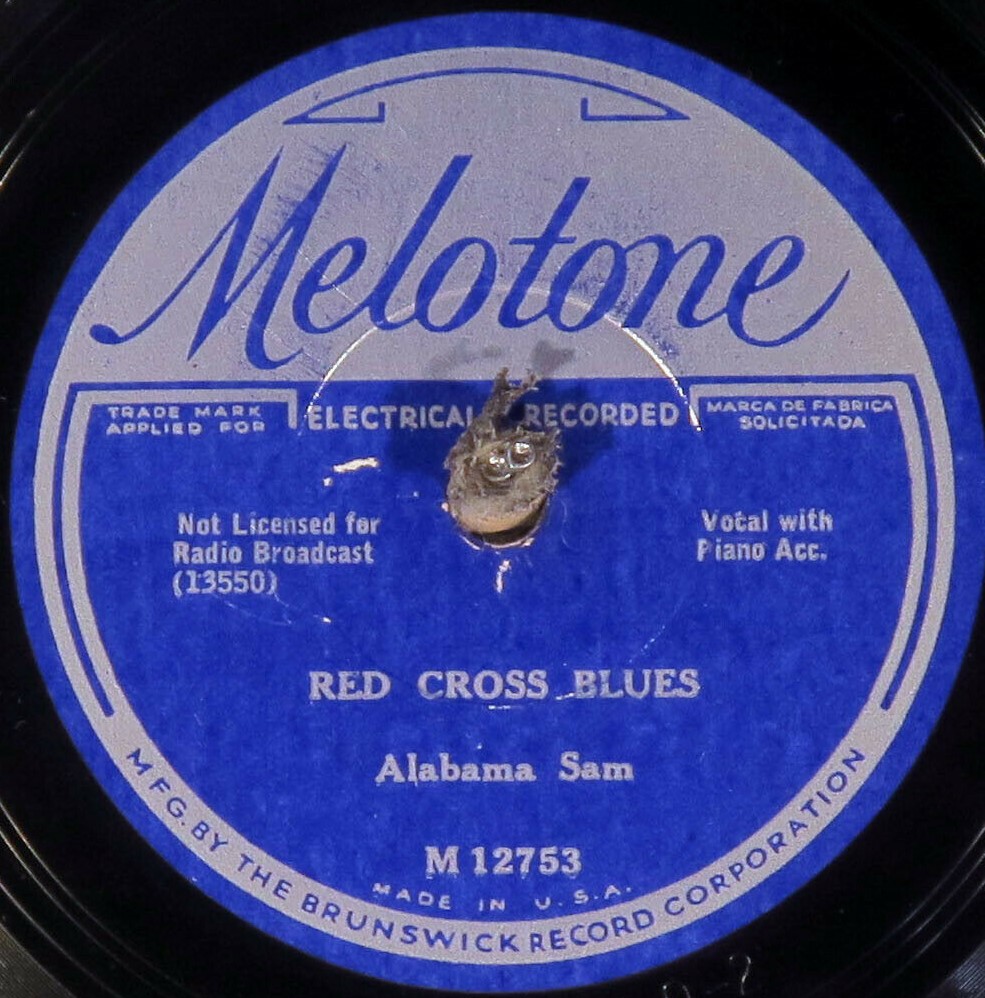 Melotone
TRADE MARK
APPLIED FOR
ELECTRICAL RECORDED
MARCA DE FABRICA
SOLICITADA
Not Licensed for
Radio Broadcast
(13550)
Vocal with
Piano Acc.
RED CROSS BLUES
Alabama Sam
M 12753
MADE IN U.S.A.
MFG. BY THE BRUNSWICK RECORD CORPORATION